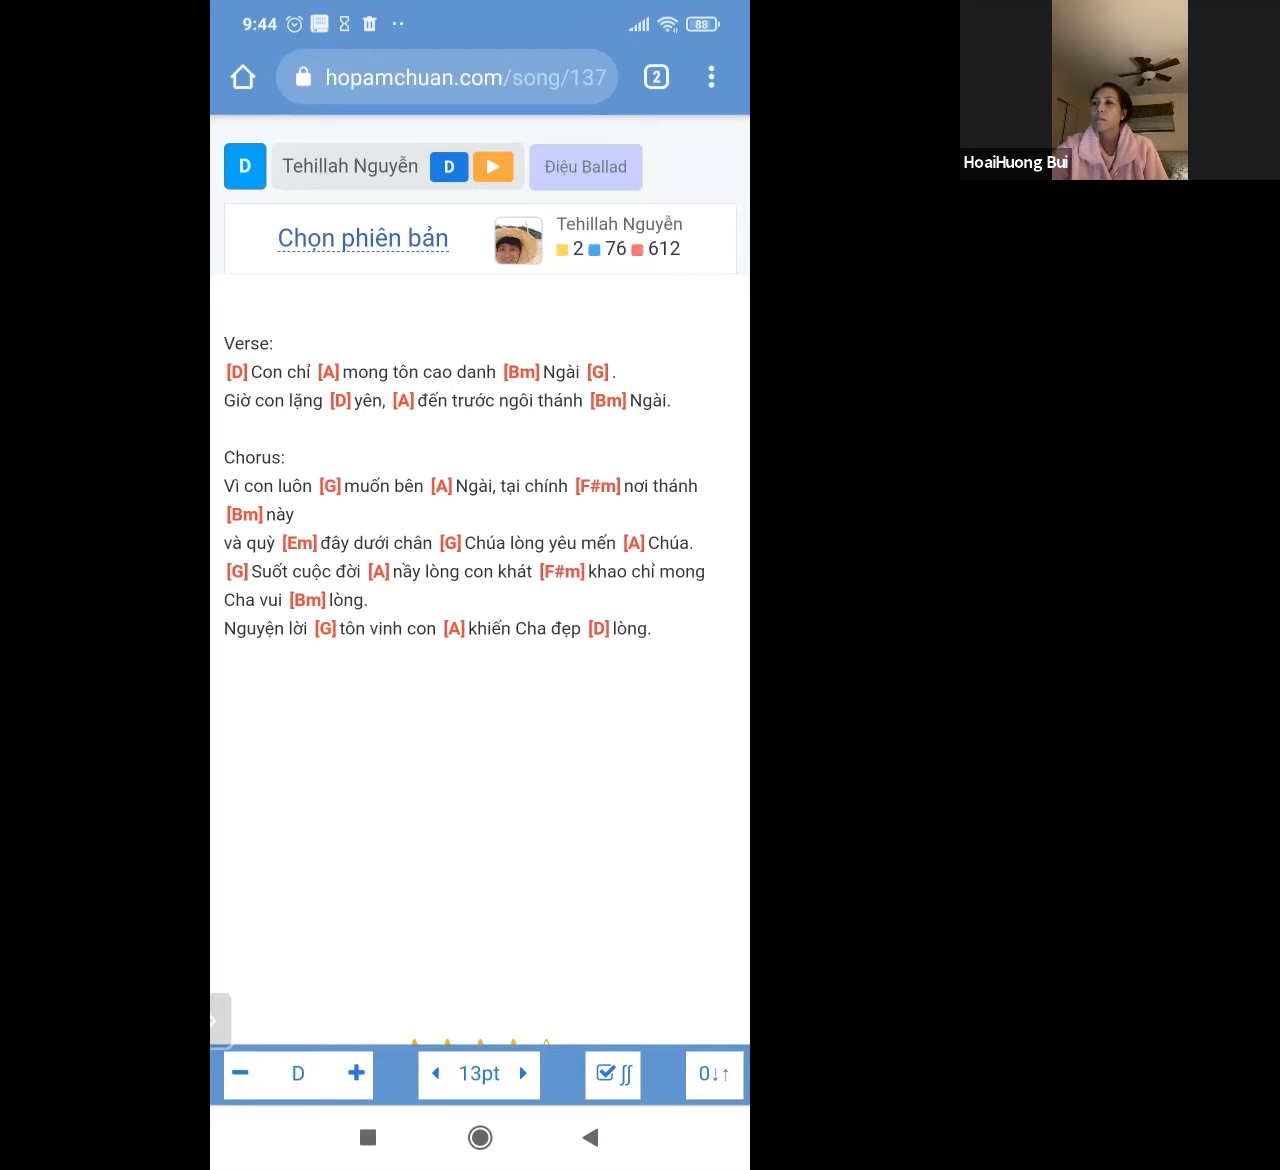 9:44
88
hopamchuan.com/song/137
2
D
Tehillah Nguyễn D
Điệu Ballad
Chọn phiên bản
Tehillah Nguyễn
2 76 612
Verse:
[D]Con chỉ [A]mong tôn cao danh [Bm]Ngài [G].
Giờ con lặng [D]yên, [A]đến trước ngôi thánh [Bm]Ngài.
Chorus:
Vì con luôn [G]muốn bên [A]Ngài, tại chính [F#m]nơi thánh
[Bm]này
và quỳ [Em]đây dưới chân [G]Chúa lòng yêu mến [A]Chúa.
[G]Suốt cuộc đời [A]nầy lòng con khát [F#m]khao chỉ mong
Cha vui [Bm]lòng.
Nguyện lời [G]tôn vinh con [A]khiến Cha đẹp [D]lòng.
D
13pt
0↓↑
HoaiHuong Bui